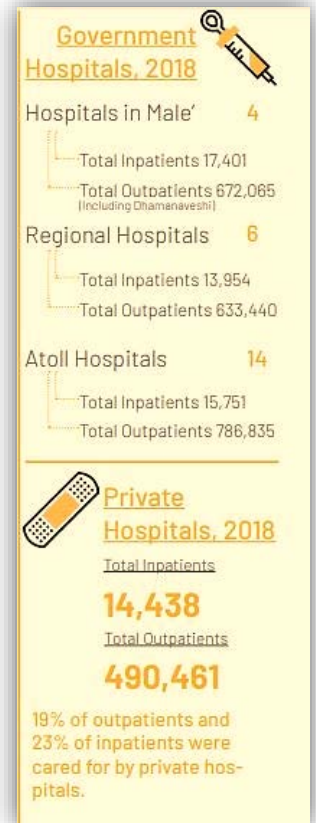 Government
Hospitals, 2018
Hospitals in Male’ 4
Total Inpatients 17,401
Total Outpatients 672,065
(Including Dhamanaveshi)
Regional Hospitals 6
Total Inpatients 13,954
Total Outpatients 633,440
Atoll Hospitals 14
Total Inpatients 15,751
Total Outpatients 786,835
Private
Hospitals, 2018
Total Inpatients
14,438
Total Outpatients
490,461
19% of outpatients and
23% of inpatients were
cared for by private hos-
pitals.